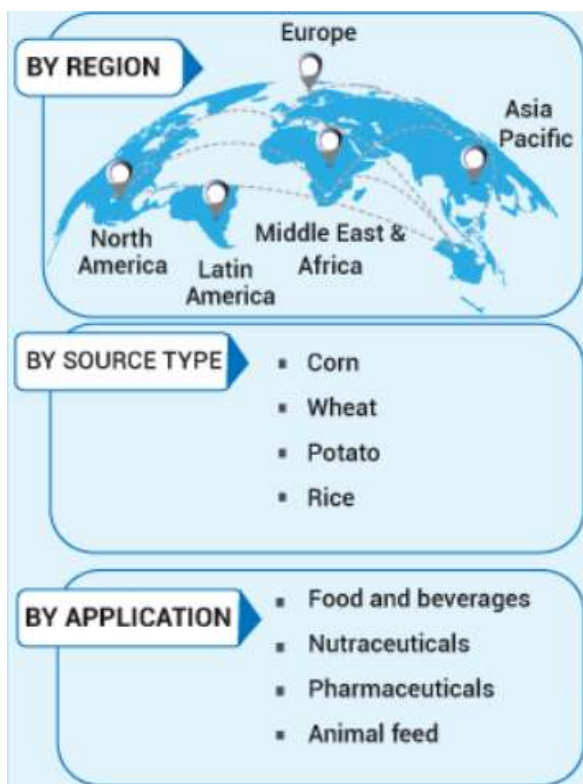 Europe
BY REGION
Asia
Pacific
North
America
Latin
America
Middle East &
Africa
BY SOURCE TYPE
Corn
Wheat
Potato
Rice
BY APPLICATION
Food and beverages
Nutraceuticals
Pharmaceuticals
Animal feed